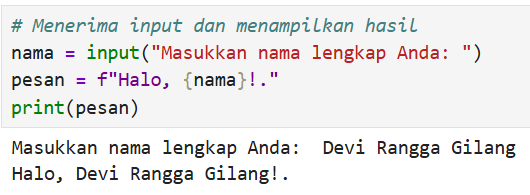 # Menerima input dan menampilkan hasil
nama = input("Masukkan nama lengkap Anda: ")
pesan = f"Halo, {nama}!."
print(pesan)
Masukkan nama lengkap Anda:  Devi Rangga Gilang
Halo, Devi Rangga Gilang!.